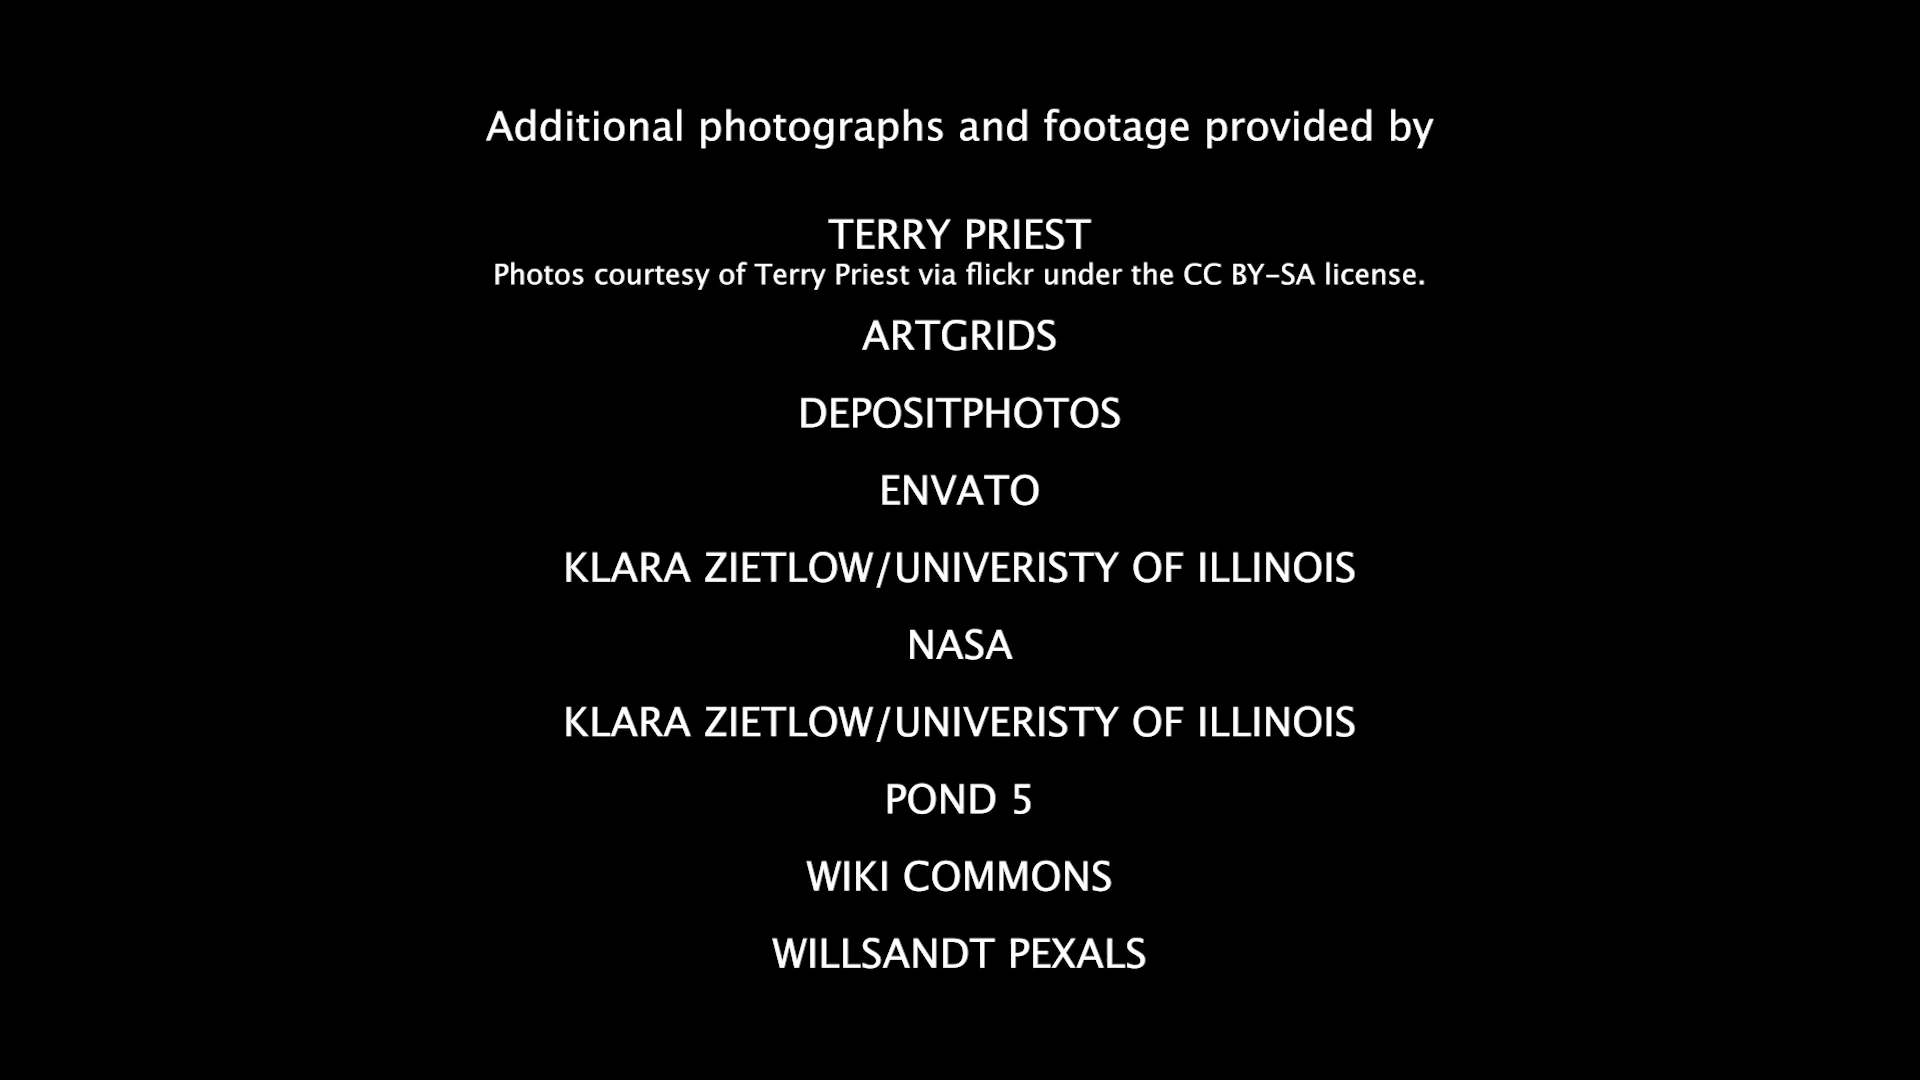 Additional photographs and footage provided by
TERRY PRIEST
Photos courtesy of Terry Priest via flickr under the CC BY-SA license.
ARTGRIDS
DEPOSITPHOTOS
ENVATO
KLARA ZIETLOW/UNIVERISTY OF ILLINOIS
NASA
KLARA ZIETLOW/UNIVERISTY OF ILLINOIS
POND 5
WIKI COMMONS
WILLSANDT PEXALS